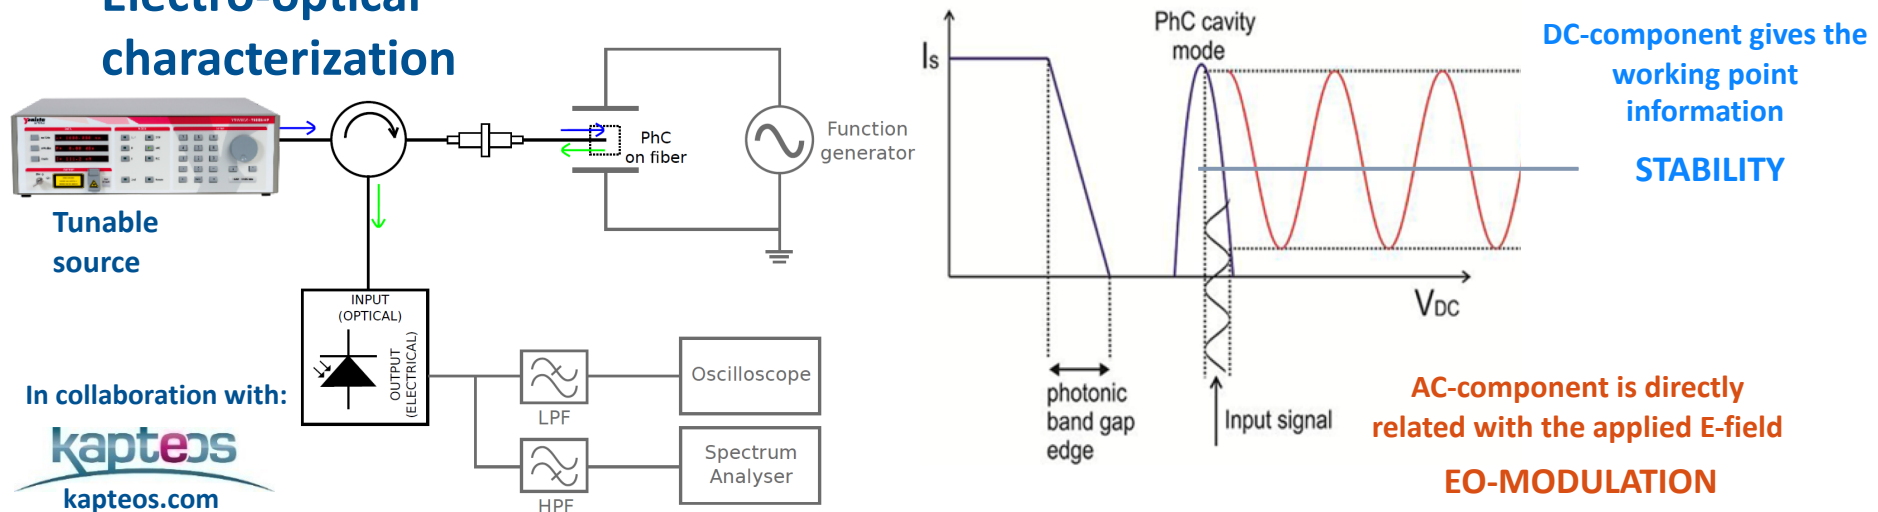 Electro-optical
characterization
Tunable
source
PhC
on fiber
Function
generator
INPUT
(OPTICAL)
OUTPUT
(ELECTRICAL)
LPF
HPF
Oscilloscope
Spectrum
Analyser
In collaboration with:
kapteos
kapteos.com
Is
PhC cavity
mode
VDC
photonic
band gap
edge
Input signal
DC-component gives the
working point
information
STABILITY
AC-component is directly
related with the applied E-field
EO-MODULATION